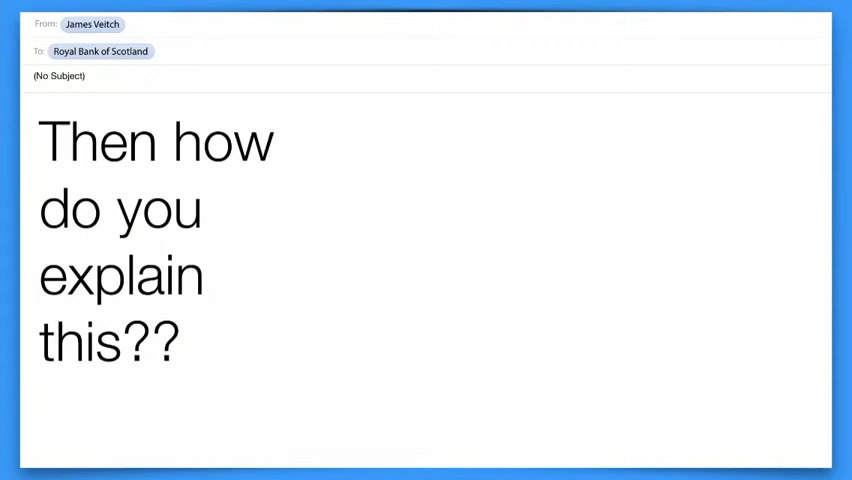 From: James Veitch
To: Royal Bank of Scotland
(No Subject)
Then how
do you
explain
this??